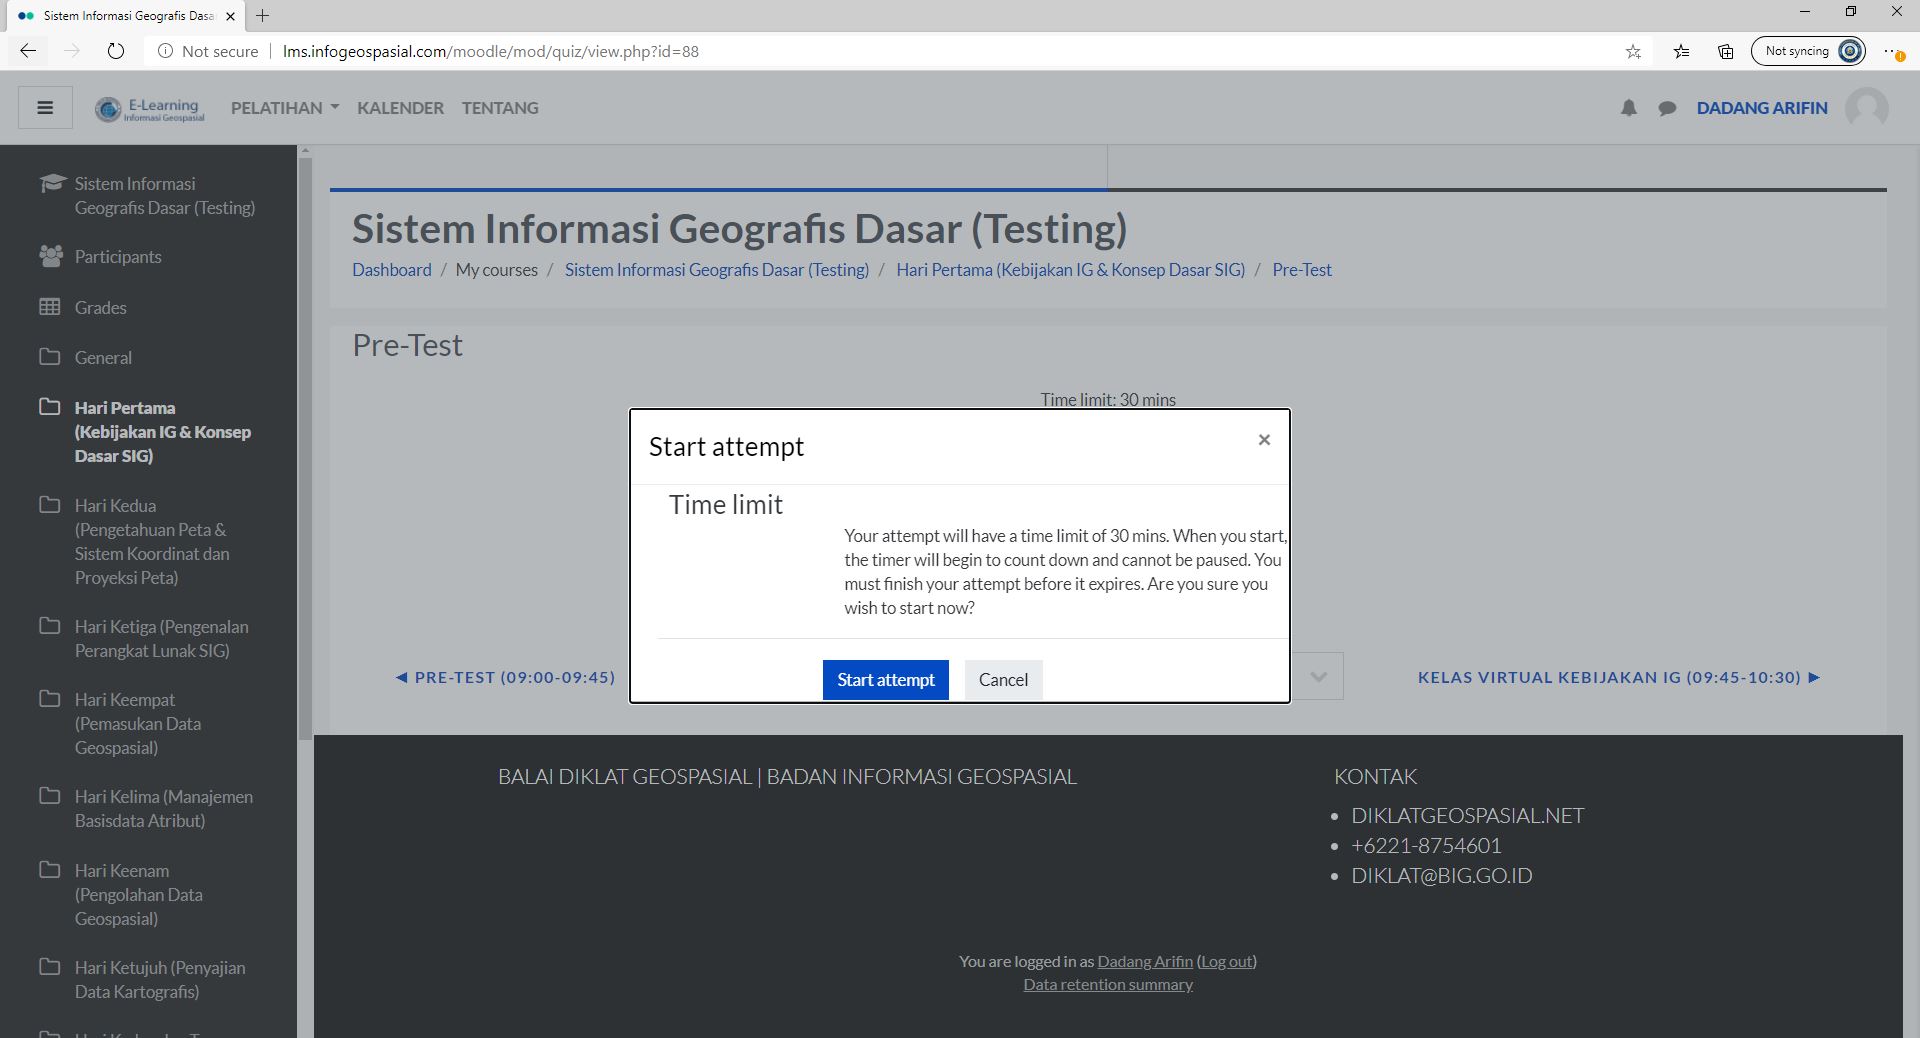 Sistem Informasi Geografis Dasa
Not secure
lms.infogeospasial.com/moodle/mod/quiz/view.php?id=88
Not syncing
E-Learning
Informasi Geospasial
PELATIHAN
KALENDER
TENTANG
DADANG ARIFIN
Sistem Informasi
Geografis Dasar (Testing)
Participants
Grades
General
Hari Pertama
(Kebijakan IG & Konsep
Dasar SIG)
Hari Kedua
(Pengetahuan Peta &
Sistem Koordinat dan
Proyeksi Peta)
Hari Ketiga (Pengenalan
Perangkat Lunak SIG)
Hari Keempat
(Pemasukan Data
Geospasial)
Hari Kelima (Manajemen
Basisdata Atribut)
Hari Keenam
(Pengolahan Data
Geospasial)
Hari Ketujuh (Penyajian
Data Kartografis)
Sistem Informasi Geografis Dasar (Testing)
Dashboard / My courses / Sistem Informasi Geografis Dasar (Testing) / Hari Pertama (Kebijakan IG & Konsep Dasar SIG) / Pre-Test
Pre-Test
Time limit: 30 mins
Start attempt
×
Time limit
Your attempt will have a time limit of 30 mins. When you start,
the timer will begin to count down and cannot be paused. You
must finish your attempt before it expires. Are you sure you
wish to start now?
Start attempt
Cancel
◀ PRE-TEST (09:00-09:45)
KELAS VIRTUAL KEBIJAKAN IG (09:45-10:30) ▶
BALAI DIKLAT GEOSPASIAL | BADAN INFORMASI GEOSPASIAL
KONTAK
• DIKLATGEOSPASIAL.NET
• +6221-8754601
• DIKLAT@BIG.GO.ID
You are logged in as Dadang Arifin (Log out)
Data retention summary